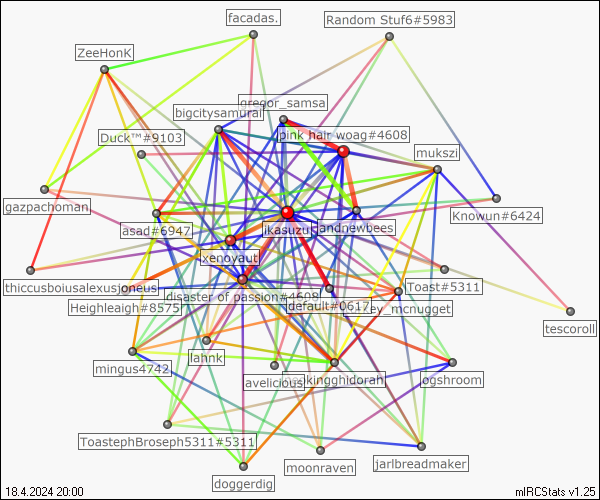 facadas.
Random Stuf6#5983
ZeeHonK
gregor_samsa
bigcitysamurai
pink hair woag#4608
Duck™#9103
mukszi
gazpachoman
Knowun#6424
asad#6947
ikasuzu
andnewbees
xenoyaut
thiccusboiusalexusjoneus
Toast#5311
disaster of passion#4698
default#0617
_mcnugget
Heighleaigh#8575
tescoroll
lahnk
mingus4742
kingghidorah
avelicious
ogshroom
ToastephBroseph5311#5311
moonraven
jarlbreadmaker
doggerdig
18.4.2024 20:00
mIRCStats v1.25